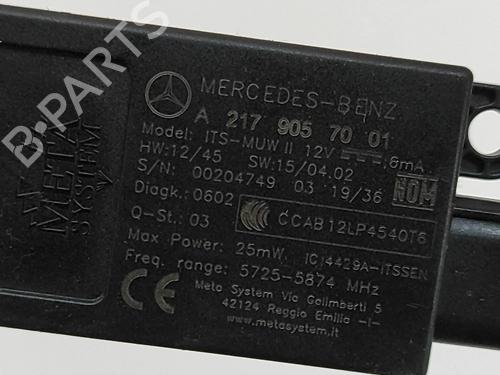 MERCEDES-BENZ
A 217 905 70 01
Model: ITS-MUW II 12V 8mA
HW:12/45 SW:15/04.02
S/N: 00204749 03 19/36 NOM
Diagk.: 0602
Q-St.: 03 CCAB12LP4540T6
Max Power: 25mW IC:4429A-ITSSEN
Freq. range: 5725-5874 MHz
Meta System Via Galimberti 5
42124 Reggio Emilia -I-
www.metasystem.it
CE
META
SYSTEM
B-PARTS